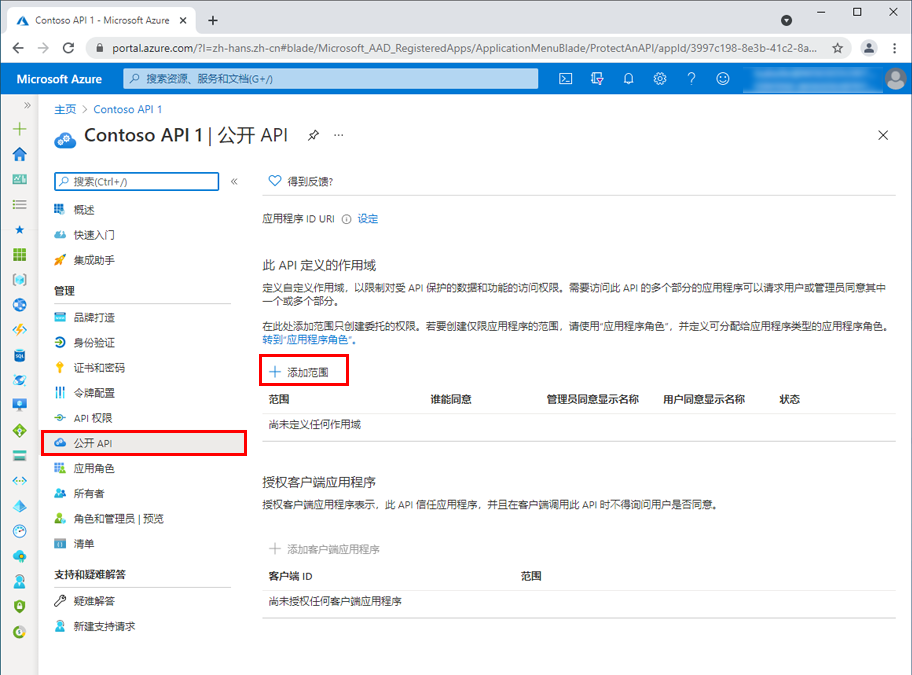 Contoso API 1 - Microsoft Azure
portal.azure.com/?l=zh-hans.zh-cn#blade/Microsoft_AAD_RegisteredApps/ApplicationMenuBlade/ProtectAnAPI/appId/3997c198-8e3b-41c2-8a...
Microsoft Azure
搜索资源、服务和文档(G+/)
主页 > Contoso API 1
Contoso API 1 | 公开 API
搜索(Ctrl+/)
概述
快速入门
集成助手
管理
品牌打造
身份验证
证书和密码
令牌配置
API 权限
公开 API
应用角色
所有者
角色和管理员 | 预览
清单
支持和疑难解答
疑难解答
新建支持请求
得到反馈?
应用程序 ID URI 设定
此 API 定义的作用域
定义自定义作用域，以限制对受 API 保护的数据和功能的访问权限。需要访问此 API 的多个部分的应用程序可以请求用户或管理员同意其中
一个或多个部分。
在此处添加范围只创建委托的权限。若要创建仅限应用程序的范围，请使用"应用程序角色"，并定义可分配给应用程序类型的应用程序角色。
转到"应用程序角色"。
添加范围
范围 谁能同意 管理员同意显示名称 用户同意显示名称 状态
尚未定义任何作用域
授权客户端应用程序
授权客户端应用程序表示，此 API 信任应用程序，并且在客户端调用此 API 时不得询问用户是否同意。
添加客户端应用程序
客户端 ID 范围
尚未授权任何客户端应用程序